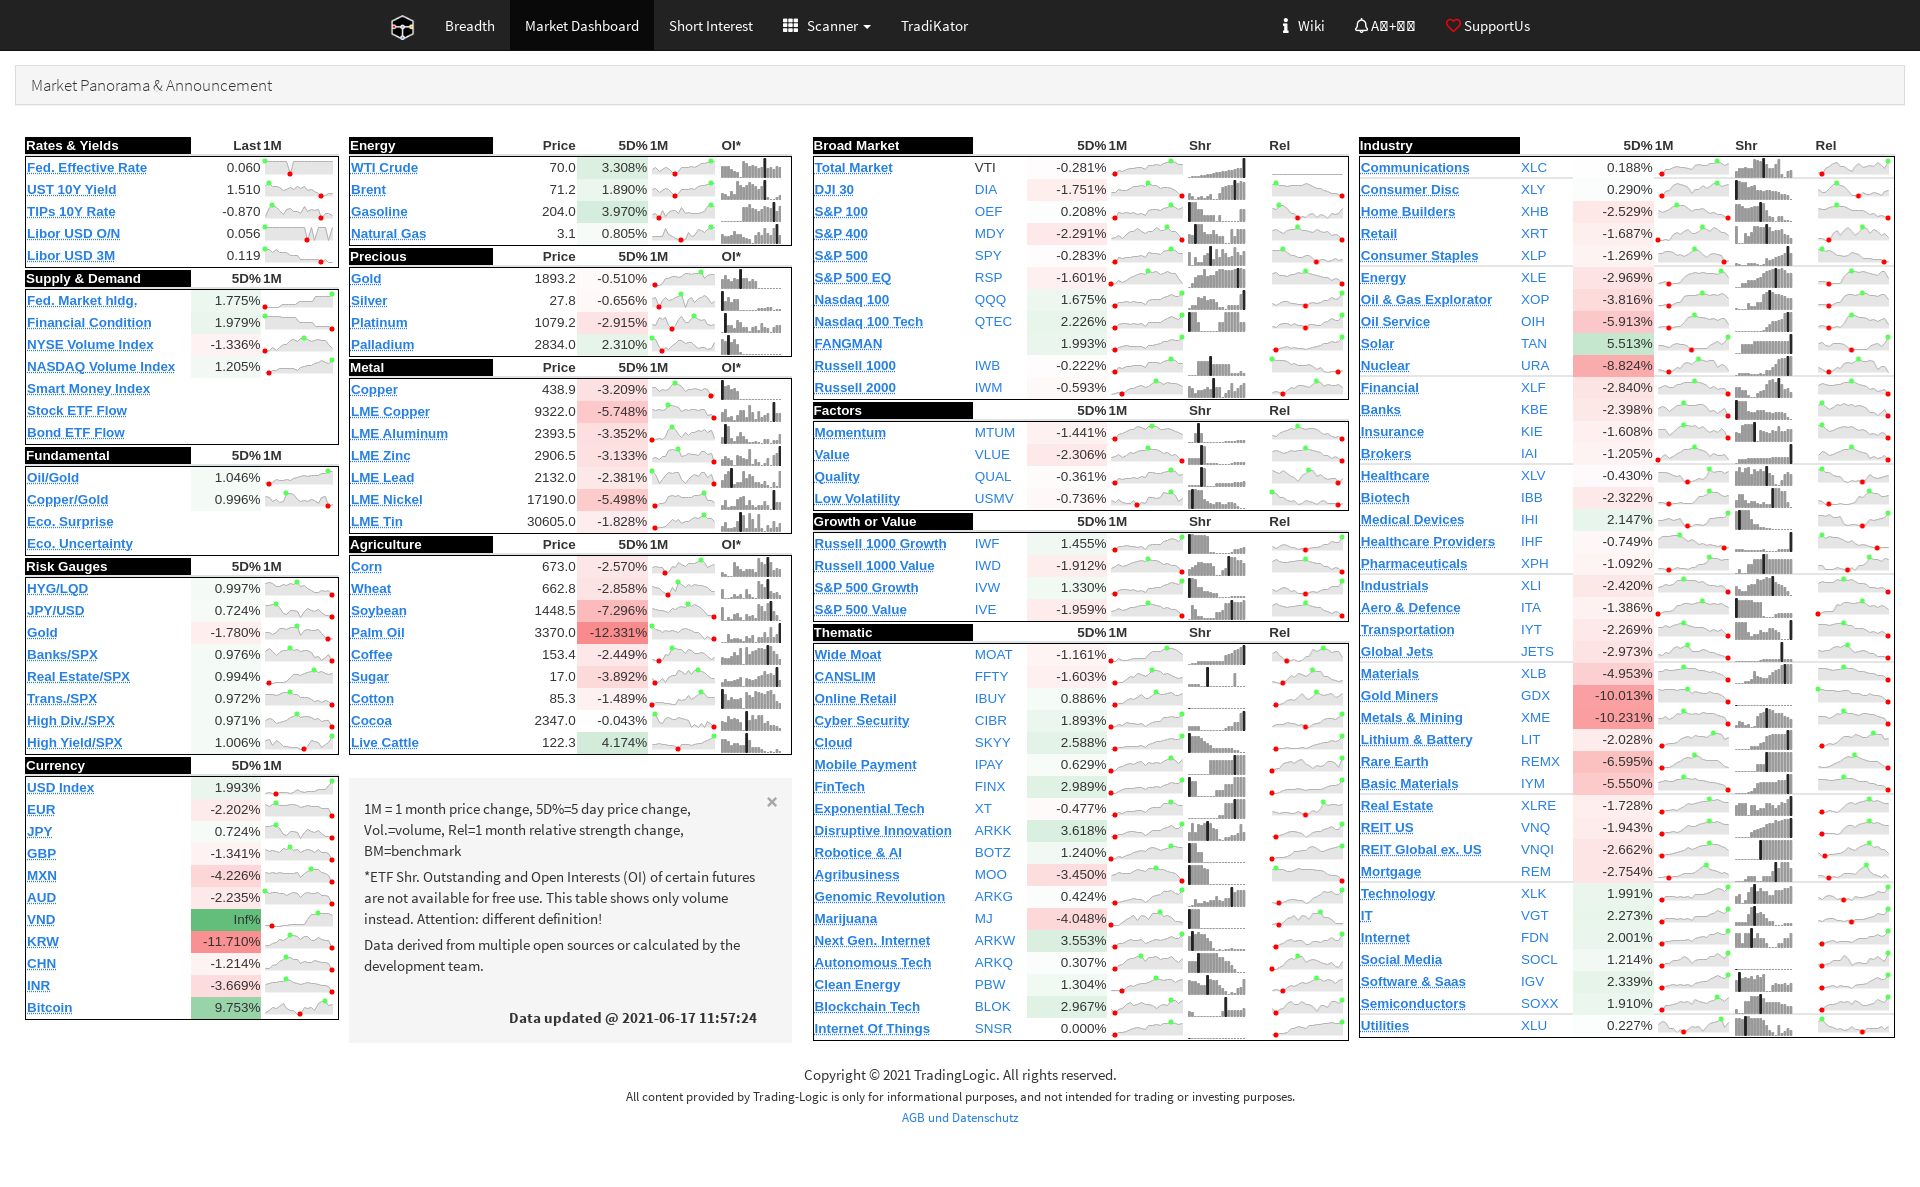 Breadth
Market Dashboard
Short Interest
Scanner
TradiKator
Wiki
SupportUs
Market Panorama & Announcement
Rates & Yields Last 1M
Fed. Effective Rate 0.060
UST 10Y Yield 1.510
TIPs 10Y Rate -0.870
Libor USD O/N 0.056
Libor USD 3M 0.119
Supply & Demand 5D% 1M
Fed. Market hldg. 1.775%
Financial Condition 1.979%
NYSE Volume Index -1.336%
NASDAQ Volume Index 1.205%
Smart Money Index
Stock ETF Flow
Bond ETF Flow
Fundamental 5D% 1M
Oil/Gold 1.046%
Copper/Gold 0.996%
Eco. Surprise
Eco. Uncertainty
Risk Gauges 5D% 1M
HYG/LQD 0.997%
JPY/USD 0.724%
Gold -1.780%
Banks/SPX 0.976%
Real Estate/SPX 0.994%
Trans./SPX 0.972%
High Div./SPX 0.971%
High Yield/SPX 1.006%
Currency 5D% 1M
USD Index 1.993%
EUR -2.202%
JPY 0.724%
GBP -1.341%
MXN -4.226%
AUD -2.235%
VND Inf%
KRW -11.710%
CHN -1.214%
INR -3.669%
Bitcoin 9.753%
Energy Price 5D% 1M OI*
WTI Crude 70.0 3.308%
Brent 71.2 1.890%
Gasoline 204.0 3.970%
Natural Gas 3.1 0.805%
Precious Price 5D% 1M OI*
Gold 1893.2 -0.510%
Silver 27.8 -0.656%
Platinum 1079.2 -2.915%
Palladium 2834.0 2.310%
Metal Price 5D% 1M OI*
Copper 438.9 -3.209%
LME Copper 9322.0 -5.748%
LME Aluminum 2393.5 -3.352%
LME Zinc 2906.5 -3.133%
LME Lead 2132.0 -2.381%
LME Nickel 17190.0 -5.498%
LME Tin 30605.0 -1.828%
Agriculture Price 5D% 1M OI*
Corn 673.0 -2.570%
Wheat 662.8 -2.858%
Soybean 1448.5 -7.296%
Palm Oil 3370.0 -12.331%
Coffee 153.4 -2.449%
Sugar 17.0 -3.892%
Cotton 85.3 -1.489%
Cocoa 2347.0 -0.043%
Live Cattle 122.3 4.174%
×
1M = 1 month price change, 5D%=5 day price change,
Vol.=volume, Rel=1 month relative strength change,
BM=benchmark
*ETF Shr. Outstanding and Open Interests (OI) of certain futures
are not available for free use. This table shows only volume
instead. Attention: different definition!
Data derived from multiple open sources or calculated by the
development team.
Data updated @ 2021-06-17 11:57:24
Broad Market 5D% 1M Shr Rel
Total Market VTI -0.281%
DJI 30 DIA -1.751%
S&P 100 OEF 0.208%
S&P 400 MDY -2.291%
S&P 500 SPY -0.283%
S&P 500 EQ RSP -1.601%
Nasdaq 100 QQQ 1.675%
Nasdaq 100 Tech QTEC 2.226%
FANGMAN 1.993%
Russell 1000 IWB -0.222%
Russell 2000 IWM -0.593%
Factors 5D% 1M Shr Rel
Momentum MTUM -1.441%
Value VLUE -2.306%
Quality QUAL -0.361%
Low Volatility USMV -0.736%
Growth or Value 5D% 1M Shr Rel
Russell 1000 Growth IWF 1.455%
Russell 1000 Value IWD -1.912%
S&P 500 Growth IVW 1.330%
S&P 500 Value IVE -1.959%
Thematic 5D% 1M Shr Rel
Wide Moat MOAT -1.161%
CANSLIM FFTY -1.603%
Online Retail IBUY 0.886%
Cyber Security CIBR 1.893%
Cloud SKYY 2.588%
Mobile Payment IPAY 0.629%
FinTech FINX 2.989%
Exponential Tech XT -0.477%
Disruptive Innovation ARKK 3.618%
Robotice & AI BOTZ 1.240%
Agribusiness MOO -3.450%
Genomic Revolution ARKG 0.424%
Marijuana MJ -4.048%
Next Gen. Internet ARKW 3.553%
Autonomous Tech ARKQ 0.307%
Clean Energy PBW 1.304%
Blockchain Tech BLOK 2.967%
Internet Of Things SNSR 0.000%
Industry 5D% 1M Shr Rel
Communications XLC 0.188%
Consumer Disc XLY 0.290%
Home Builders XHB -2.529%
Retail XRT -1.687%
Consumer Staples XLP -1.269%
Energy XLE -2.969%
Oil & Gas Explorator XOP -3.816%
Oil Service OIH -5.913%
Solar TAN 5.513%
Nuclear URA -8.824%
Financial XLF -2.840%
Banks KBE -2.398%
Insurance KIE -1.608%
Brokers IAI -1.205%
Healthcare XLV -0.430%
Biotech IBB -2.322%
Medical Devices IHI 2.147%
Healthcare Providers IHF -0.749%
Pharmaceuticals XPH -1.092%
Industrials XLI -2.420%
Aero & Defence ITA -1.386%
Transportation IYT -2.269%
Global Jets JETS -2.973%
Materials XLB -4.953%
Gold Miners GDX -10.013%
Metals & Mining XME -10.231%
Lithium & Battery LIT -2.028%
Rare Earth REMX -6.595%
Basic Materials IYM -5.550%
Real Estate XLRE -1.728%
REIT US VNQ -1.943%
REIT Global ex. US VNQI -2.662%
Mortgage REM -2.754%
Technology XLK 1.991%
IT VGT 2.273%
Internet FDN 2.001%
Social Media SOCL 1.214%
Software & Saas IGV 2.339%
Semiconductors SOXX 1.910%
Utilities XLU 0.227%
Copyright © 2021 TradingLogic. All rights reserved.
All content provided by Trading-Logic is only for informational purposes, and not intended for trading or investing purposes.
AGB und Datenschutz